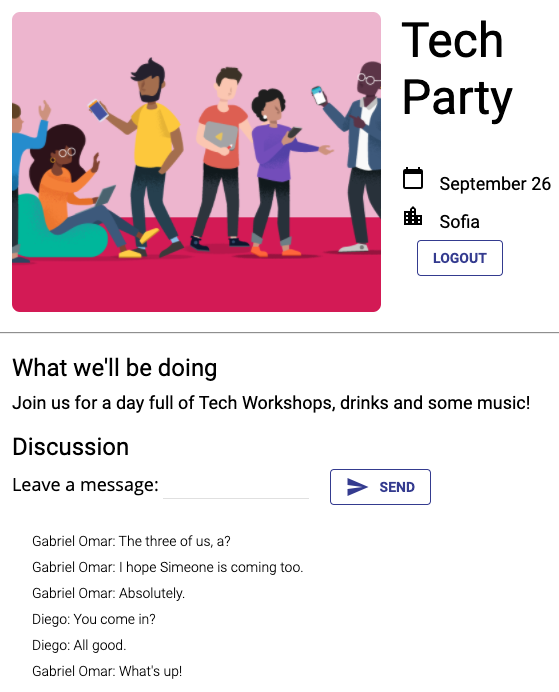 Tech
Party
September 26
Sofia
LOGOUT
What we'll be doing
Join us for a day full of Tech Workshops, drinks and some music!
Discussion
Leave a message:
SEND
Gabriel Omar: The three of us, a?
Gabriel Omar: I hope Simeone is coming too.
Gabriel Omar: Absolutely.
Diego: You come in?
Diego: All good.
Gabriel Omar: What's up!